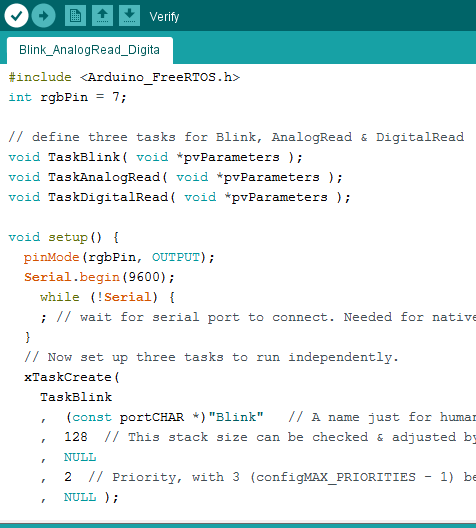 Verify
Blink_AnalogRead_Digita
#include <Arduino_FreeRTOS.h>
int rgbPin = 7;
// define three tasks for Blink, AnalogRead & DigitalRead
void TaskBlink( void *pvParameters );
void TaskAnalogRead( void *pvParameters );
void TaskDigitalRead( void *pvParameters );
void setup() {
pinMode(rgbPin, OUTPUT);
Serial.begin(9600);
while (!Serial) {
; // wait for serial port to connect. Needed for native
}
// Now set up three tasks to run independently.
xTaskCreate(
TaskBlink
, (const portCHAR *)"Blink" // A name just for human
, 128 // This stack size can be checked & adjusted by
, NULL
, 2 // Priority, with 3 (configMAX_PRIORITIES - 1) be
, NULL );